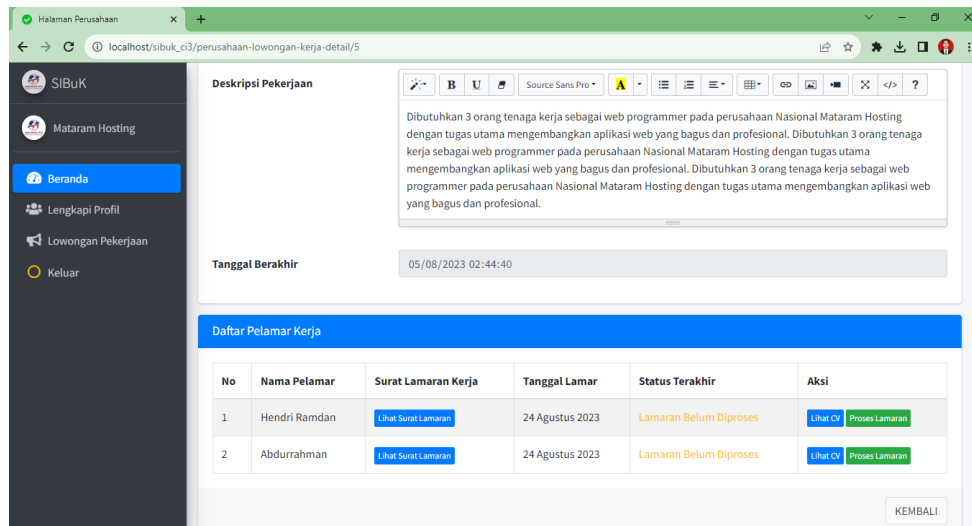 Halaman Perusahaan
localhost/sibuk_ci3/perusahaan-lowongan-kerja-detail/5
SIBuK
Mataram Hosting
Beranda
Lengkapi Profil
Lowongan Pekerjaan
Keluar
Deskripsi Pekerjaan
B U Source Sans Pro A </> ?
Dibutuhkan 3 orang tenaga kerja sebagai web programmer pada perusahaan Nasional Mataram Hosting
dengan tugas utama mengembangkan aplikasi web yang bagus dan profesional. Dibutuhkan 3 orang tenaga
kerja sebagai web programmer pada perusahaan Nasional Mataram Hosting dengan tugas utama
mengembangkan aplikasi web yang bagus dan profesional. Dibutuhkan 3 orang tenaga kerja sebagai web
programmer pada perusahaan Nasional Mataram Hosting dengan tugas utama mengembangkan aplikasi web
yang bagus dan profesional.
Tanggal Berakhir
05/08/2023 02:44:40
Daftar Pelamar Kerja
No Nama Pelamar Surat Lamaran Kerja Tanggal Lamar Status Terakhir Aksi
1 Hendri Ramdan Lihat Surat Lamaran 24 Agustus 2023 Lamaran Belum Diproses Lihat CV Proses Lamaran
2 Abdurrahman Lihat Surat Lamaran 24 Agustus 2023 Lamaran Belum Diproses Lihat CV Proses Lamaran
KEMBALI